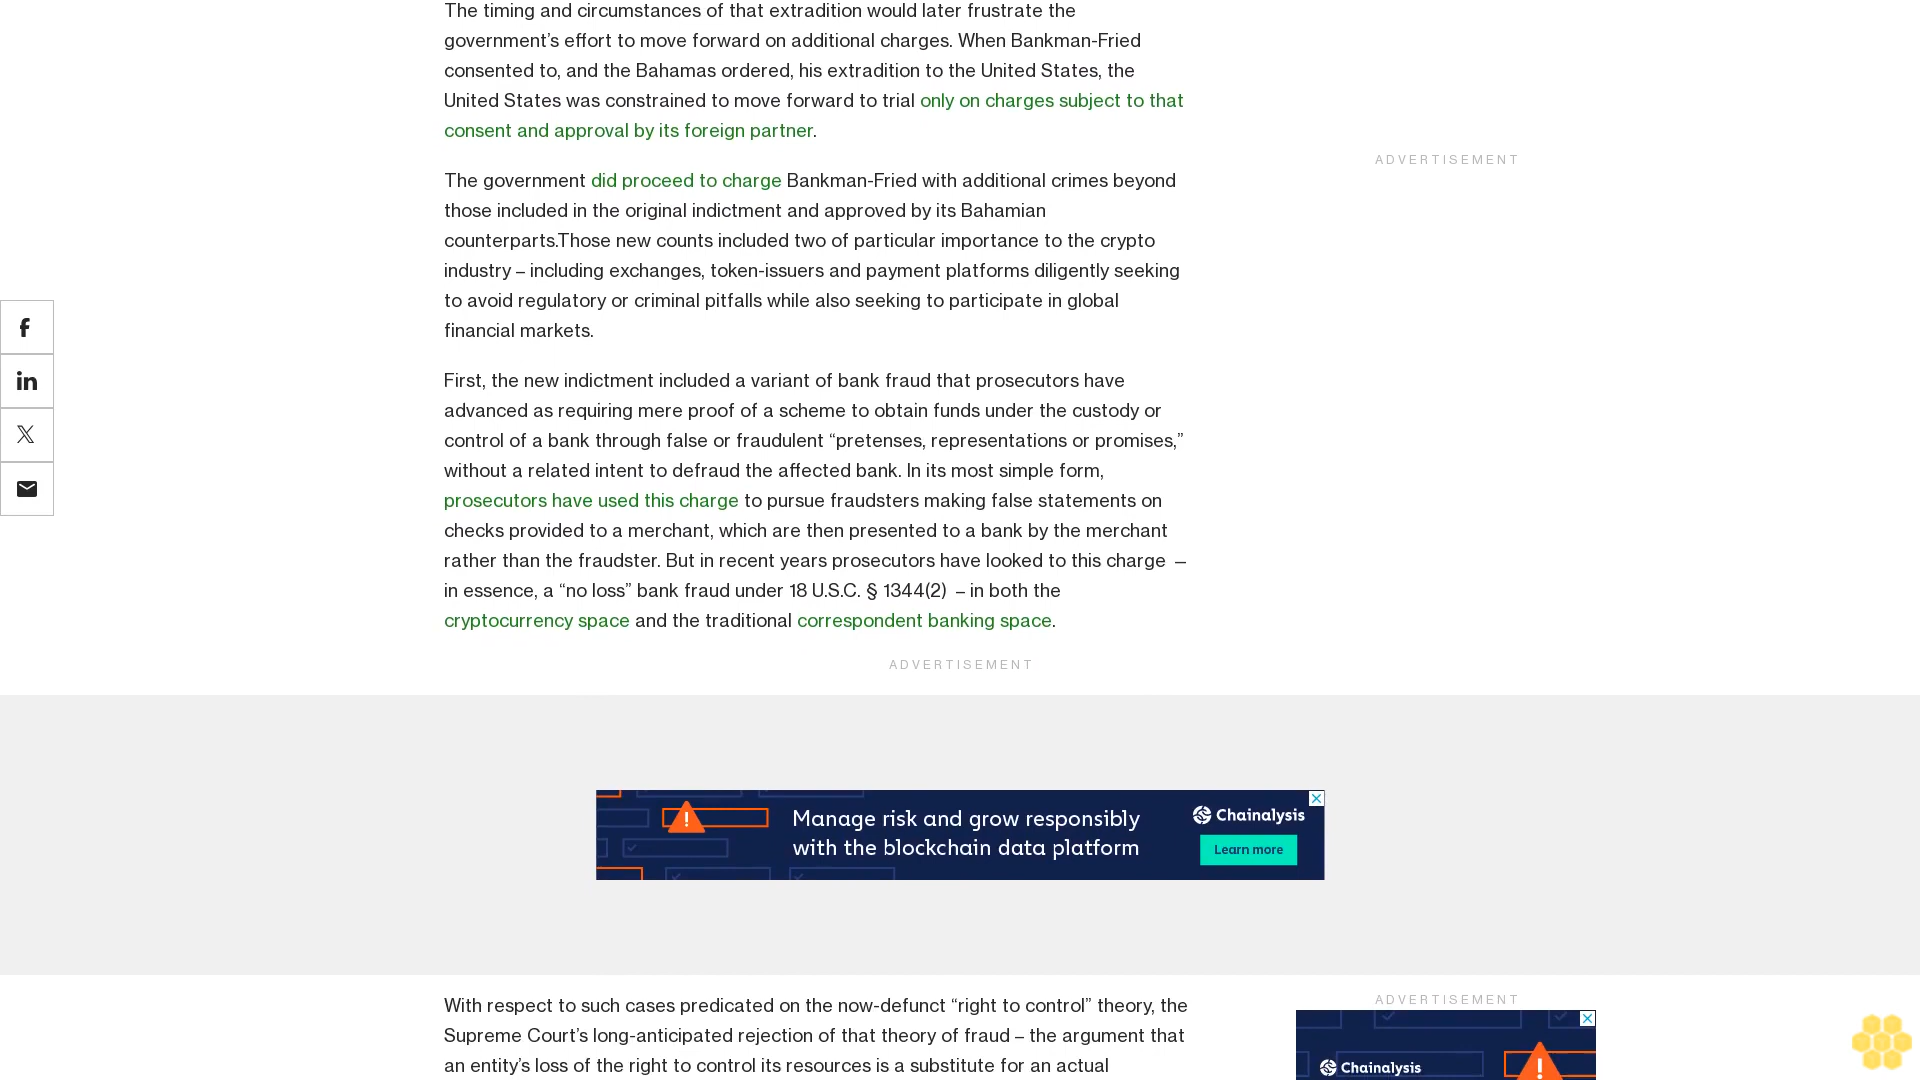 The timing and circumstances of that extradition would later frustrate the
government’s effort to move forward on additional charges. When Bankman-Fried
consented to, and the Bahamas ordered, his extradition to the United States, the
United States was constrained to move forward to trial only on charges subject to that
consent and approval by its foreign partner.
ADVERTISEMENT
The government did proceed to charge Bankman-Fried with additional crimes beyond
those included in the original indictment and approved by its Bahamian
counterparts.Those new counts included two of particular importance to the crypto
industry – including exchanges, token-issuers and payment platforms diligently seeking
to avoid regulatory or criminal pitfalls while also seeking to participate in global
financial markets.
First, the new indictment included a variant of bank fraud that prosecutors have
advanced as requiring mere proof of a scheme to obtain funds under the custody or
control of a bank through false or fraudulent “pretenses, representations or promises,”
without a related intent to defraud the affected bank. In its most simple form,
prosecutors have used this charge to pursue fraudsters making false statements on
checks provided to a merchant, which are then presented to a bank by the merchant
rather than the fraudster. But in recent years prosecutors have looked to this charge —
in essence, a “no loss” bank fraud under 18 U.S.C. § 1344(2) – in both the
cryptocurrency space and the traditional correspondent banking space.
ADVERTISEMENT
Manage risk and grow responsibly
with the blockchain data platform
Chainalysis
Learn more
With respect to such cases predicated on the now-defunct “right to control” theory, the
Supreme Court’s long-anticipated rejection of that theory of fraud – the argument that
an entity’s loss of the right to control its resources is a substitute for an actual
ADVERTISEMENT
Chainalysis